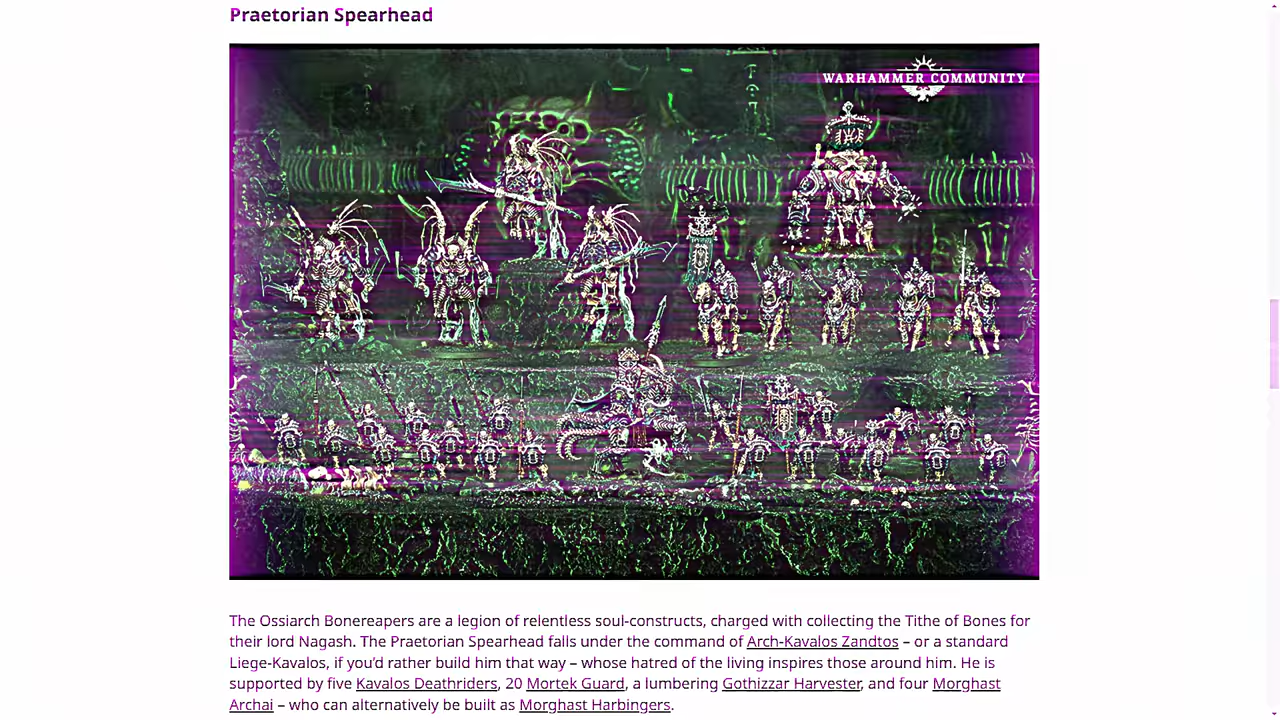 Praetorian Spearhead
WARHAMMER COMMUNITY
The Ossiarch Bonereapers are a legion of relentless soul-constructs, charged with collecting the Tithe of Bones for
their lord Nagash. The Praetorian Spearhead falls under the command of Arch-Kavalos Zandtos – or a standard
Liege-Kavalos, if you'd rather build him that way – whose hatred of the living inspires those around him. He is
supported by five Kavalos Deathriders, 20 Mortek Guard, a lumbering Gothizzar Harvester, and four Morghast
Archai – who can alternatively be built as Morghast Harbingers.